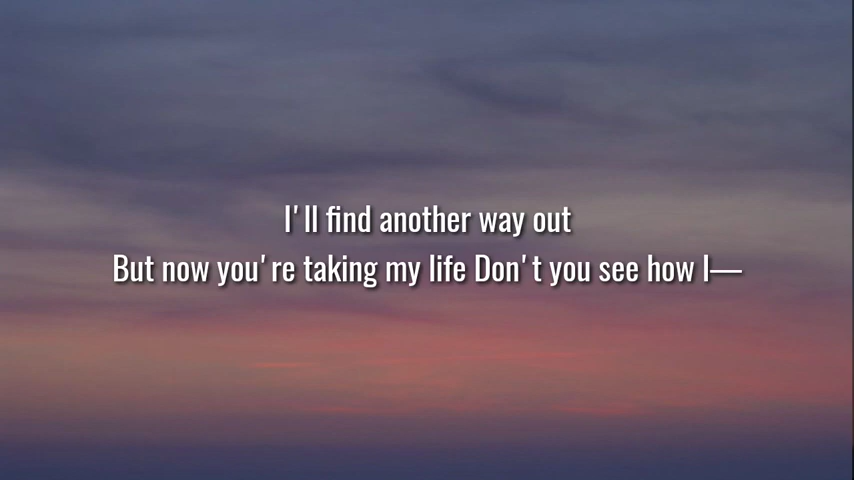 I'll find another way out
But now you're taking my life Don't you see how I—